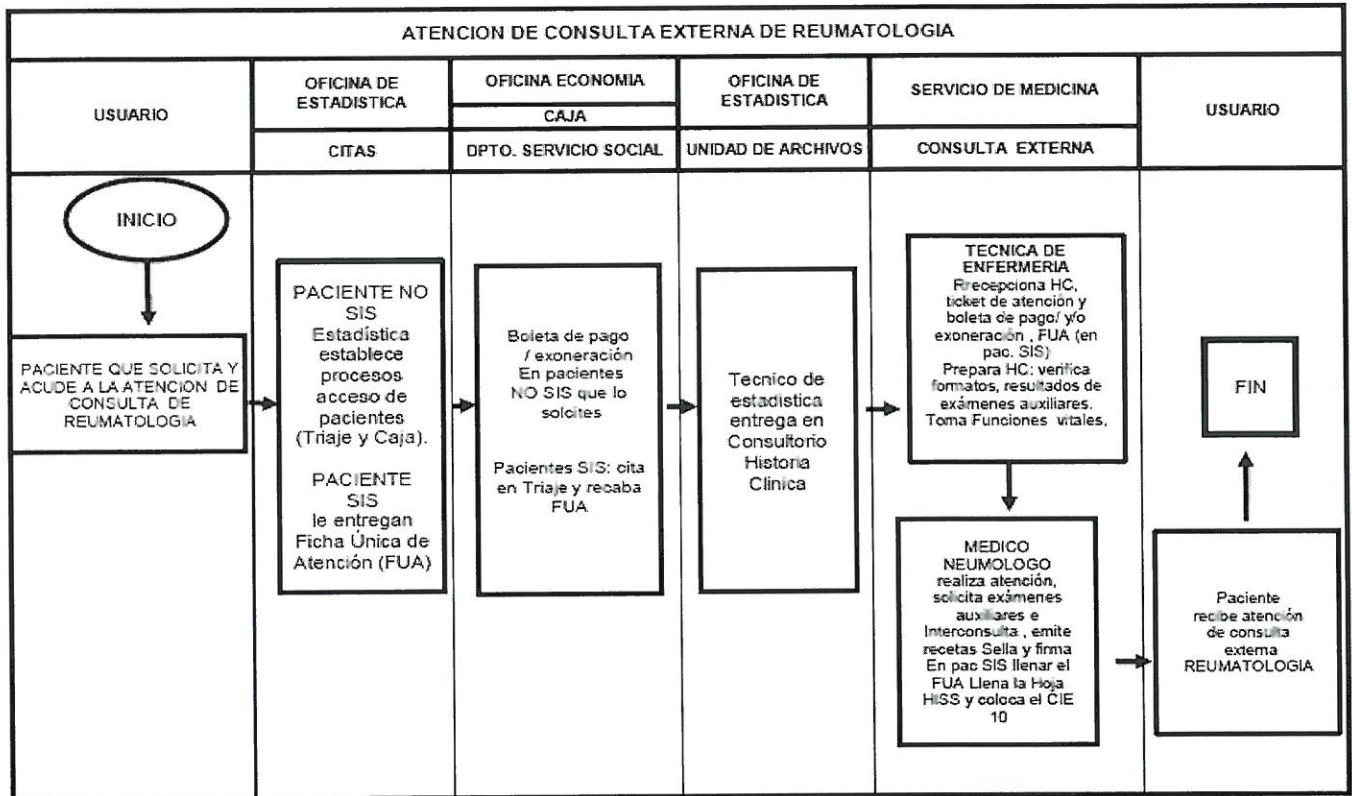 ATENCION DE CONSULTA EXTERNA DE REUMATOLOGIA
USUARIO
OFICINA DE
ESTADISTICA
CITAS
OFICINA ECONOMIA
CAJA
DPTO. SERVICIO SOCIAL
OFICINA DE
ESTADISTICA
UNIDAD DE ARCHIVOS
SERVICIO DE MEDICINA
CONSULTA EXTERNA
USUARIO
INICIO
PACIENTE QUE SOLICITA Y
ACUDE A LA ATENCION DE
CONSULTA DE
REUMATOLOGIA
PACIENTE NO
SIS
Estadística
establece
procesos
acceso de
pacientes
(Triaje y Caja).
PACIENTE
SIS
le entregan
Ficha Única de
Atención (FUA)
Boleta de pago
/ exoneración
En pacientes
NO SIS que lo
solcites
Pacientes SIS: cita
en Triaje y recaba
FUA
Tecnico de
estadistica
entrega en
Consultorio
Historia
Clinica
TECNICA DE
ENFERMERIA
Rrecepciona HC,
ticket de atención y
boleta de pago/ y/o
exoneración , FUA (en
pac. SIS)
Prepara HC: verifica
formatos, resultados de
exámenes auxiliares.
Toma Funciones vitales,
MEDICO
NEUMOLOGO
realiza atención,
solicita exámenes
auxiliares e
Interconsulta , emite
recetas Sella y firma
En pac SIS llenar el
FUA Llena la Hoja
HISS y coloca el CIE
10
Paciente
recibe atención
de consulta
externa
REUMATOLOGIA
FIN